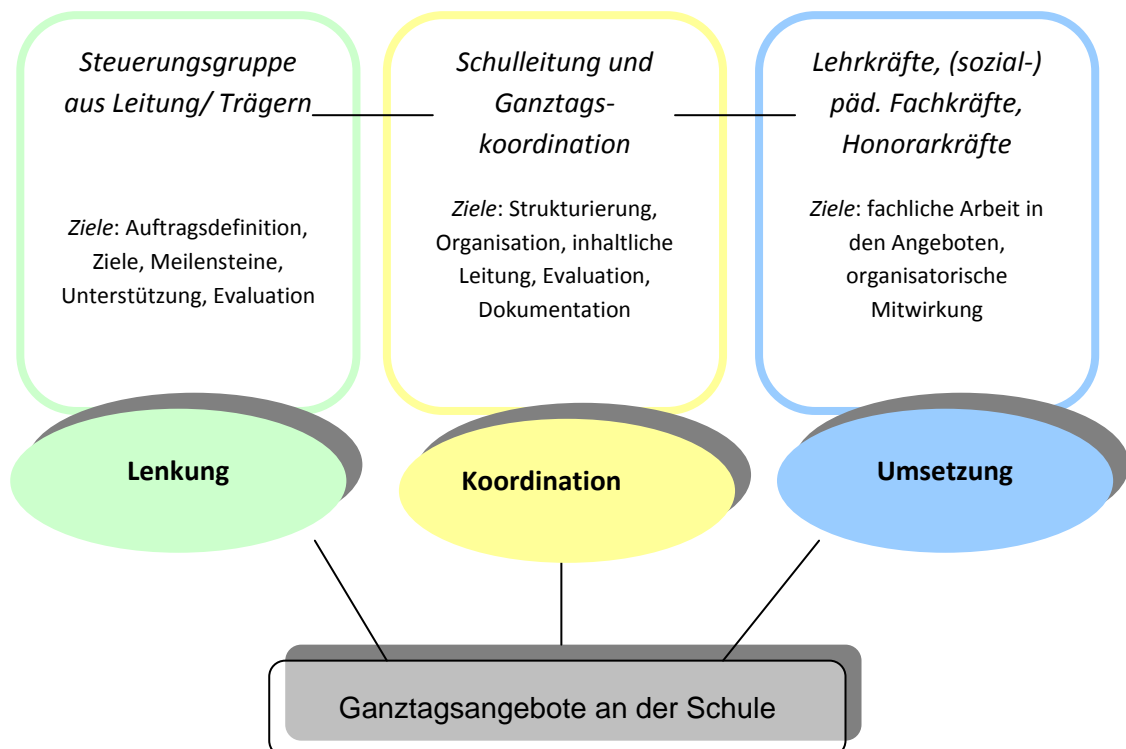 Steuerungsgruppe
aus Leitung/ Trägern
Ziele: Auftragsdefinition,
Ziele, Meilensteine,
Unterstützung, Evaluation
Lenkung
Schulleitung und
Ganztags-
koordination
Ziele: Strukturierung,
Organisation, inhaltliche
Leitung, Evaluation,
Dokumentation
Koordination
Lehrkräfte, (sozial-)
päd. Fachkräfte,
Honorarkräfte
Ziele: fachliche Arbeit in
den Angeboten,
organisatorische
Mitwirkung
Umsetzung
Ganztagsangebote an der Schule